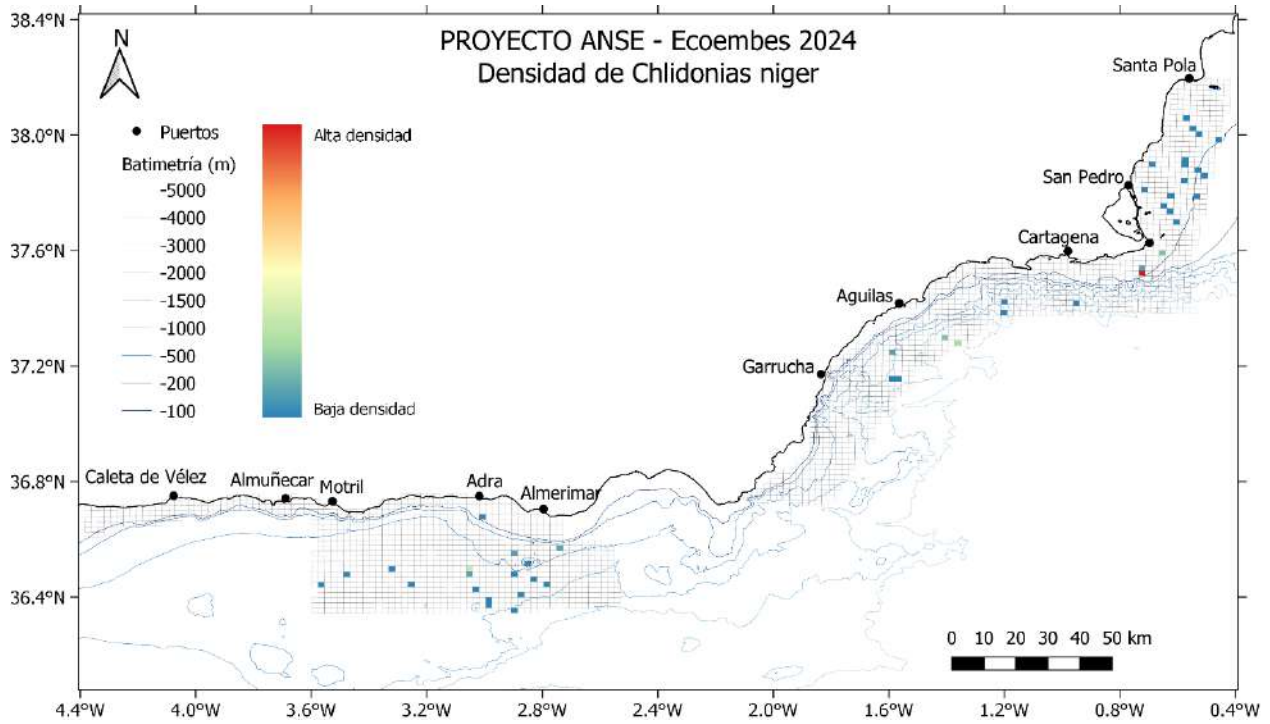 PROYECTO ANSE - Ecoembes 2024
Densidad de Chlidonias niger
N
Puertos
Batimetría (m)
-5000
-4000
-3000
-2000
-1500
-1000
-500
-200
-100
Alta densidad
Baja densidad
Santa Pola
San Pedro
Cartagena
Aguilas
Garrucha
Caleta de Vélez
Almuñecar
Motril
Adra
Almerimar
38.4°N
38.0°N
37.6°N
37.2°N
36.8°N
36.4°N
0 10 20 30 40 50 km
4.4°W 4.0°W 3.6°W 3.2°W 2.8°W 2.4°W 2.0°W 1.6°W 1.2°W 0.8°W 0.4°W